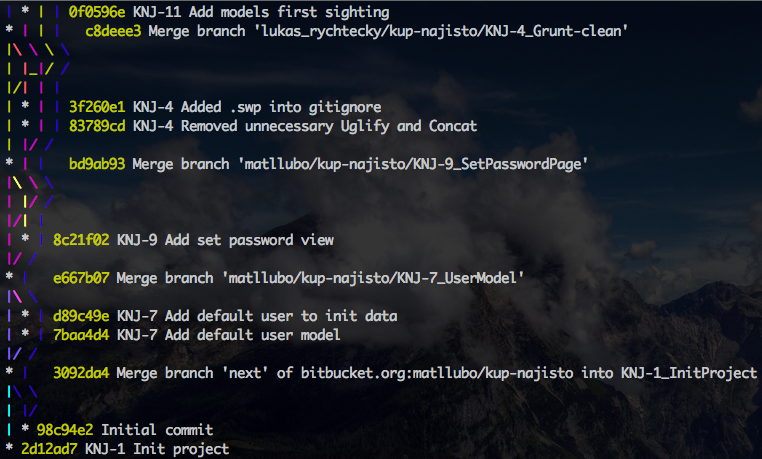 | * | | 0f0596e KNJ-11 Add models first sighting
* | | | c8deee3 Merge branch 'lukas_rychtecky/kup-najisto/KNJ-4_Grunt-clean'
|\ \ \ \
| |_|/ /
|/| | |
| * | | 3f260e1 KNJ-4 Added .swp into gitignore
| * | | 83789cd KNJ-4 Removed unnecessary Uglify and Concat
| |/ /
* | | bd9ab93 Merge branch 'matllubo/kup-najisto/KNJ-9_SetPasswordPage'
|\ \ \
| |/ /
|/| |
| * | 8c21f02 KNJ-9 Add set password view
|/ /
* | e667b07 Merge branch 'matllubo/kup-najisto/KNJ-7_UserModel'
|\ \
| * | d89c49e KNJ-7 Add default user to init data
| * | 7baa4d4 KNJ-7 Add default user model
|/ /
* | 3092da4 Merge branch 'next' of bitbucket.org:matllubo/kup-najisto into KNJ-1_InitProject
|\ \
| |/
| * 98c94e2 Initial commit
* 2d12ad7 KNJ-1 Init project